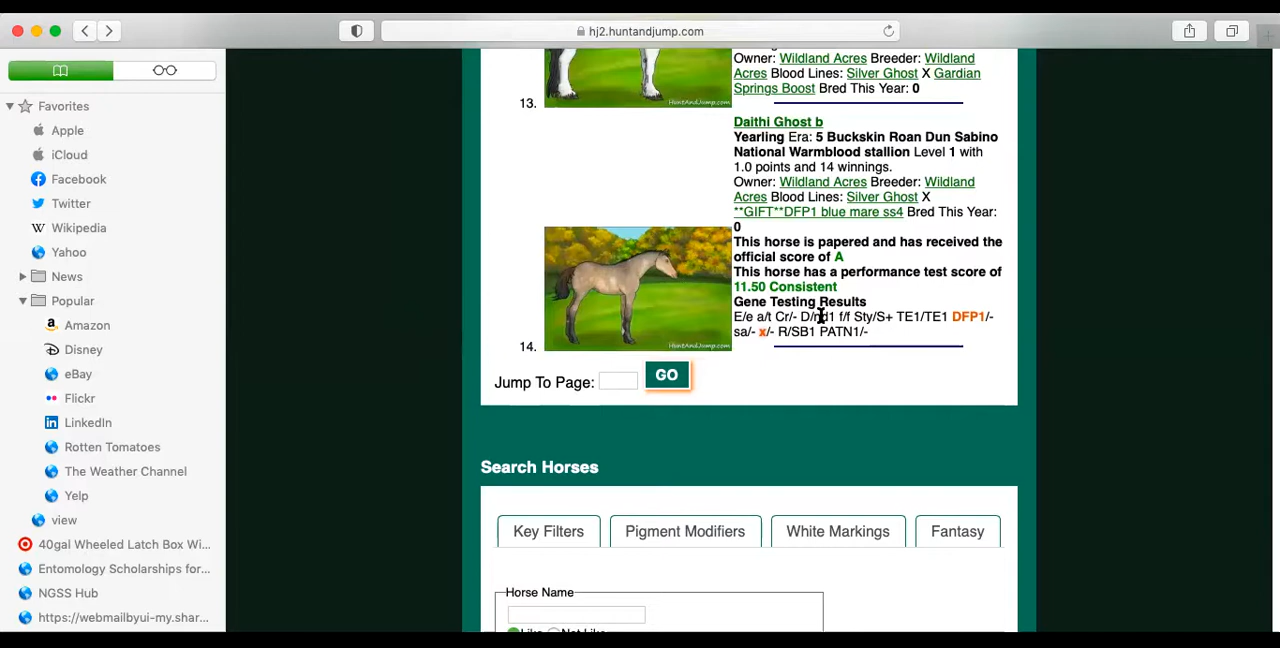 hj2.huntandjump.com
Favorites
Apple
iCloud
Facebook
Twitter
Wikipedia
Yahoo
News
Popular
Amazon
Disney
eBay
Flickr
LinkedIn
Rotten Tomatoes
The Weather Channel
Yelp
view
40gal Wheeled Latch Box Wi...
Entomology Scholarships for...
NGSS Hub
https://webmailbyui-my.shar...
Owner: Wildland Acres Breeder: Wildland
Acres Blood Lines: Silver Ghost X Gardian
Springs Boost Bred This Year: 0
HuntAndJump.com
13.
Daithi Ghost b
Yearling Era: 5 Buckskin Roan Dun Sabino
National Warmblood stallion Level 1 with
1.0 points and 14 winnings.
Owner: Wildland Acres Breeder: Wildland
Acres Blood Lines: Silver Ghost X
**GIFT**DFP1 blue mare ss4 Bred This Year:
0
This horse is papered and has received the
official score of A
This horse has a performance test score of
11.50 Consistent
Gene Testing Results
E/e a/t Cr/- D/nd1 f/f Sty/S+ TE1/TE1 DFP1/-
sa/- x/- R/SB1 PATN1/-
HuntAndJump.com
14.
Jump To Page: GO
Search Horses
Key Filters
Pigment Modifiers
White Markings
Fantasy
Horse Name